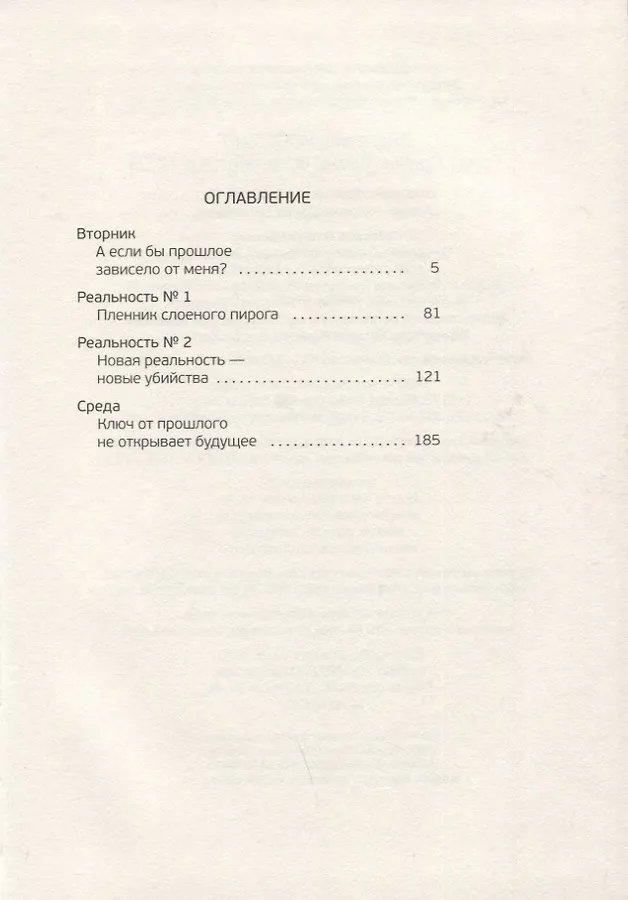 ОГЛАВЛЕНИЕ
Вторник
А если бы прошлое
зависело от меня? ........................ 5
Реальность № 1
Пленник слоеного пирога ................ 81
Реальность № 2
Новая реальность —
новые убийства ........................... 121
Среда
Ключ от прошлого
не открывает будущее ................... 185